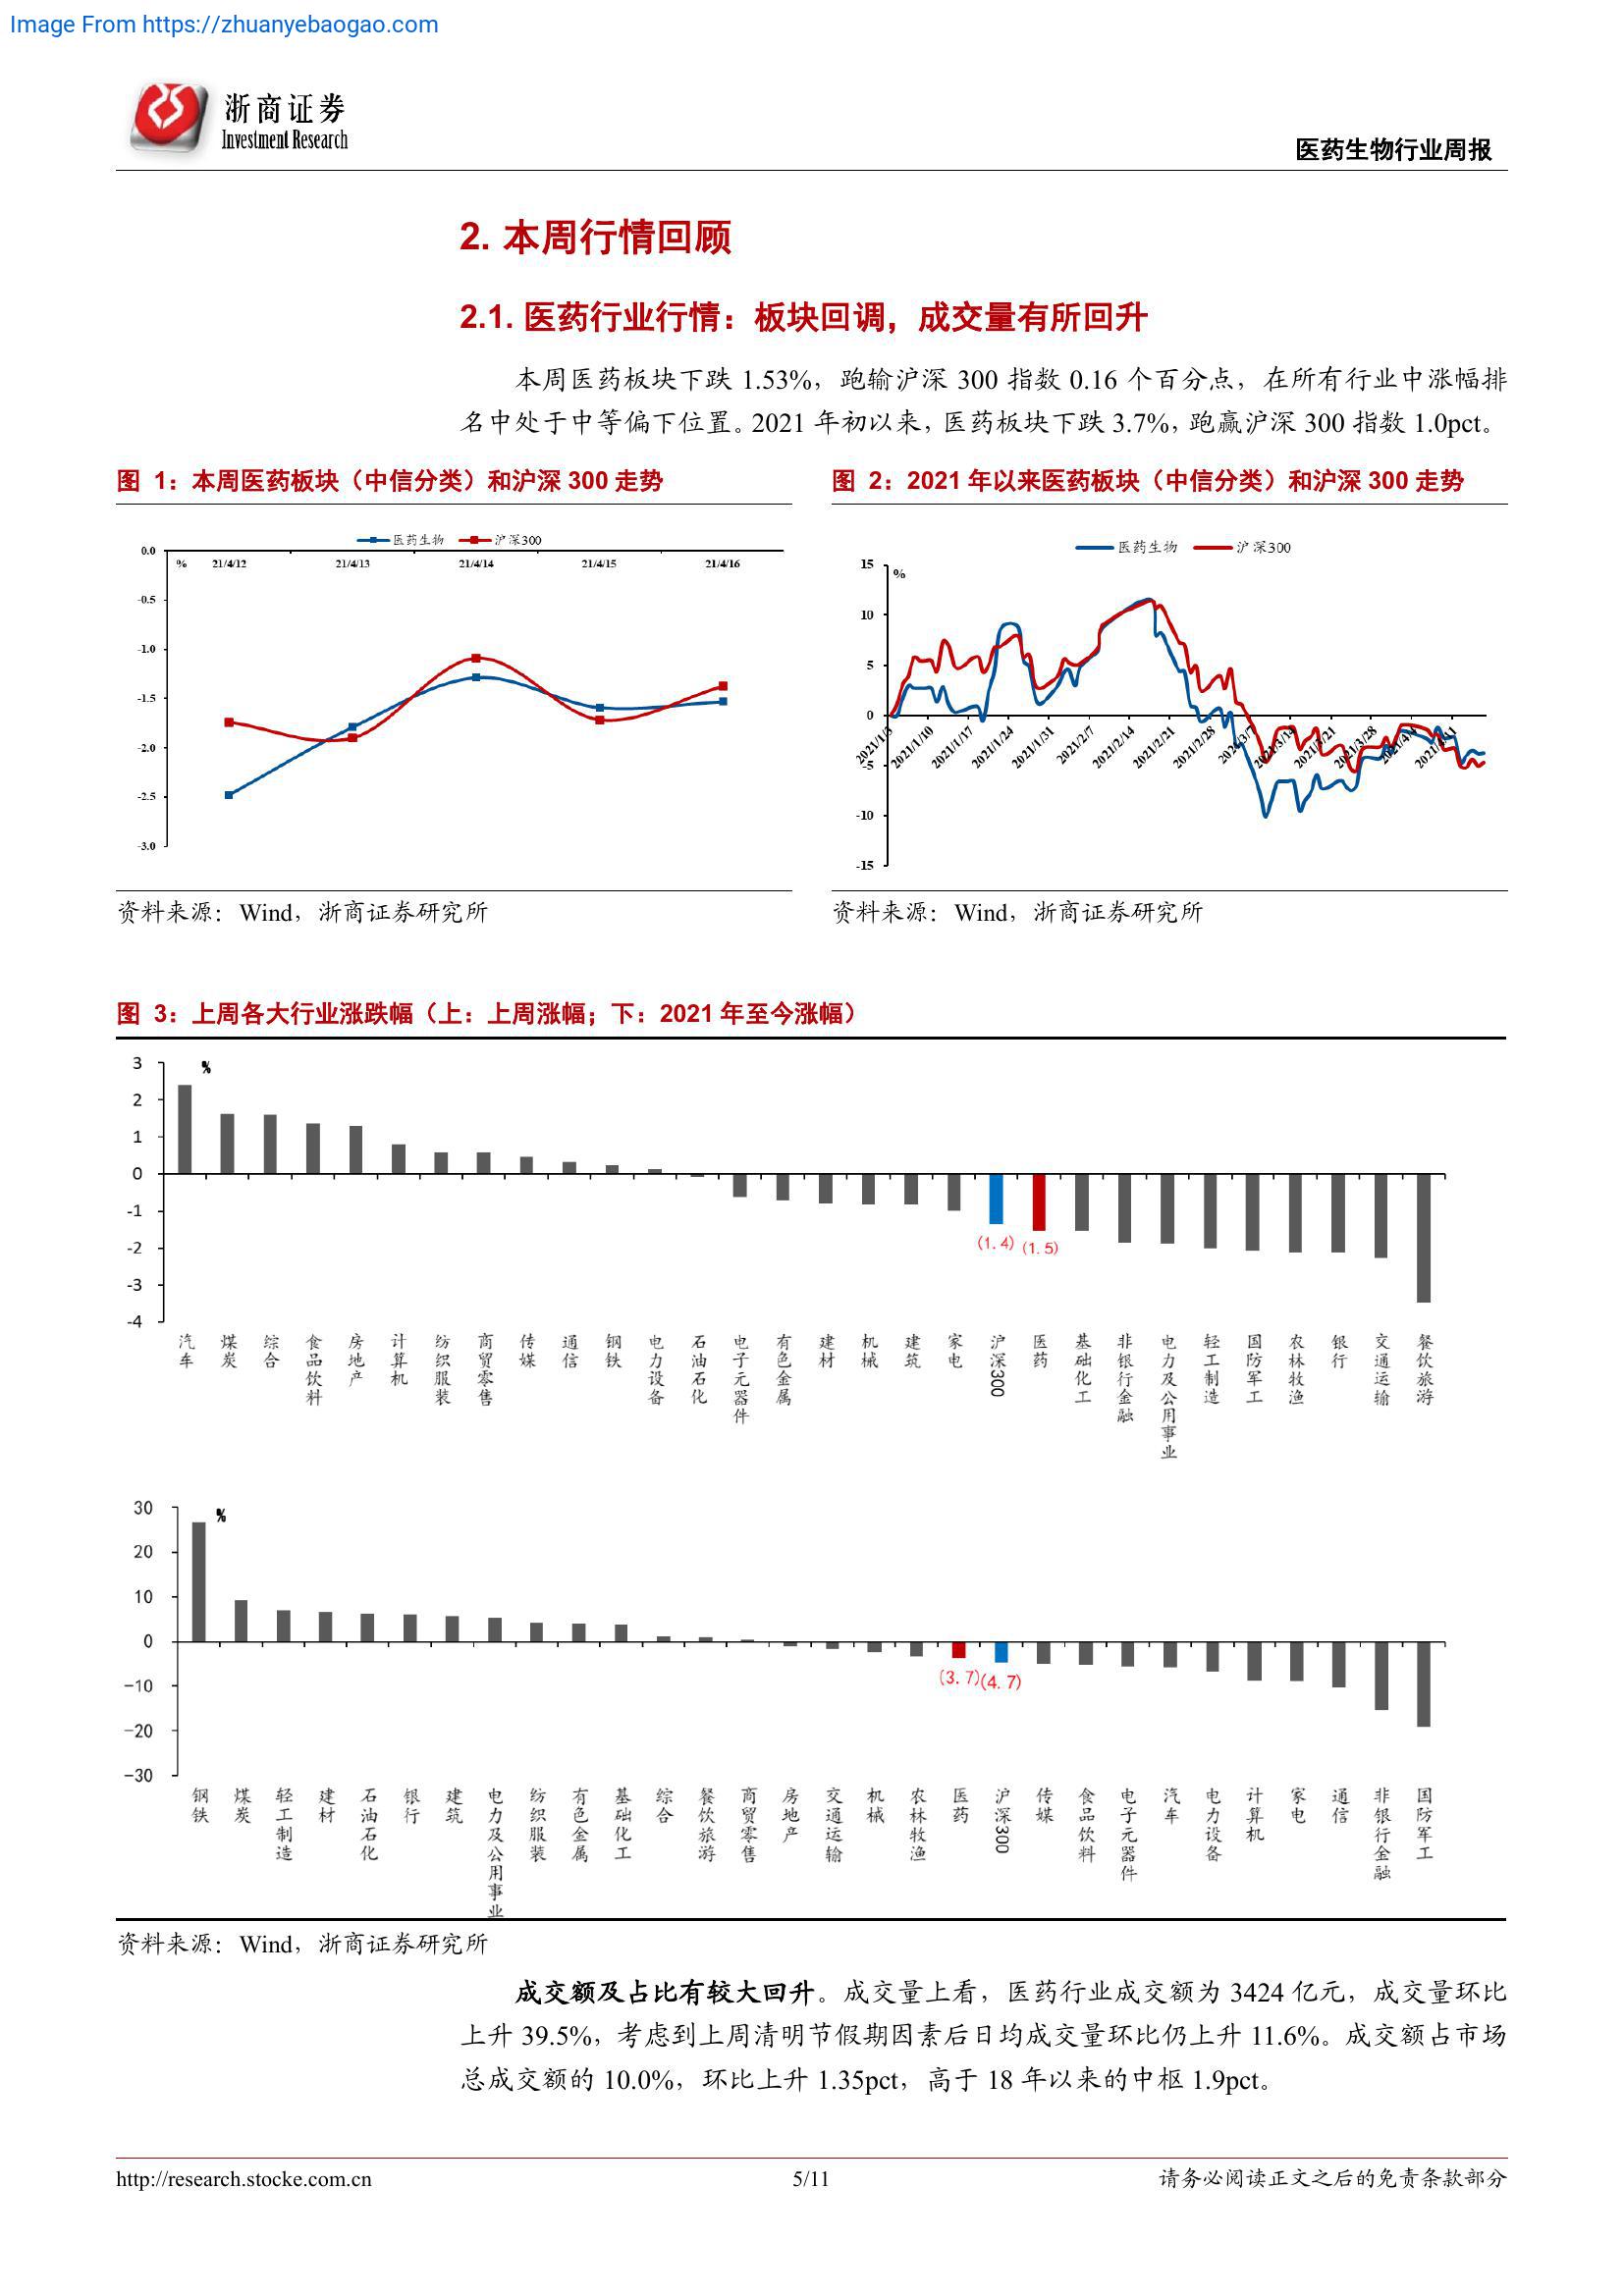 Image From https://zhuanyebaogao.com
浙商证券
Investment Research
医药生物行业周报
2. 本周行情回顾
2.1. 医药行业行情：板块回调，成交量有所回升
本周医药板块下跌 1.53%，跑输沪深 300 指数 0.16 个百分点，在所有行业中涨幅排
名中处于中等偏下位置。2021 年初以来，医药板块下跌 3.7%，跑赢沪深 300 指数 1.0pct。
图 1：本周医药板块（中信分类）和沪深 300 走势
医药生物 沪深300
0.0
% 21/4/12 21/4/13 21/4/14 21/4/15 21/4/16
-0.5
-1.0
-1.5
-2.0
-2.5
-3.0
资料来源：Wind，浙商证券研究所
图 2：2021 年以来医药板块（中信分类）和沪深 300 走势
医药生物 沪深300
15
%
10
5
0
-5
-10
-15
2021/1/3 2021/1/10 2021/1/17 2021/1/24 2021/1/31 2021/2/7 2021/2/14 2021/2/21 2021/2/28 2021/3/7 2021/3/14 2021/3/21 2021/3/28 2021/4/4 2021/4/11
资料来源：Wind，浙商证券研究所
图 3：上周各大行业涨跌幅（上：上周涨幅；下：2021 年至今涨幅）
3
%
2
1
0
-1
-2
-3
-4
(1.4) (1.5)
汽车 煤炭 综合 食品饮料 房地产 计算机 纺织服装 商贸零售 传媒 通信 钢铁 电力设备 石油石化 电子元器件 有色金属 建材 机械 建筑 家电 沪深300 医药 基础化工 非银行金融 电力及公用事业 轻工制造 国防军工 农林牧渔 银行 交通运输 餐饮旅游
30
%
20
10
0
-10
-20
-30
(3.7) (4.7)
钢铁 煤炭 轻工制造 建材 石油石化 银行 建筑 电力及公用事业 纺织服装 有色金属 基础化工 综合 餐饮旅游 商贸零售 房地产 交通运输 机械 农林牧渔 医药 沪深300 传媒 食品饮料 电子元器件 汽车 电力设备 计算机 家电 通信 非银行金融 国防军工
资料来源：Wind，浙商证券研究所
成交额及占比有较大回升。成交量上看，医药行业成交额为 3424 亿元，成交量环比
上升 39.5%，考虑到上周清明节假期因素后日均成交量环比仍上升 11.6%。成交额占市场
总成交额的 10.0%，环比上升 1.35pct，高于 18 年以来的中枢 1.9pct。
http://research.stocke.com.cn
5/11
请务必阅读正文之后的免责条款部分